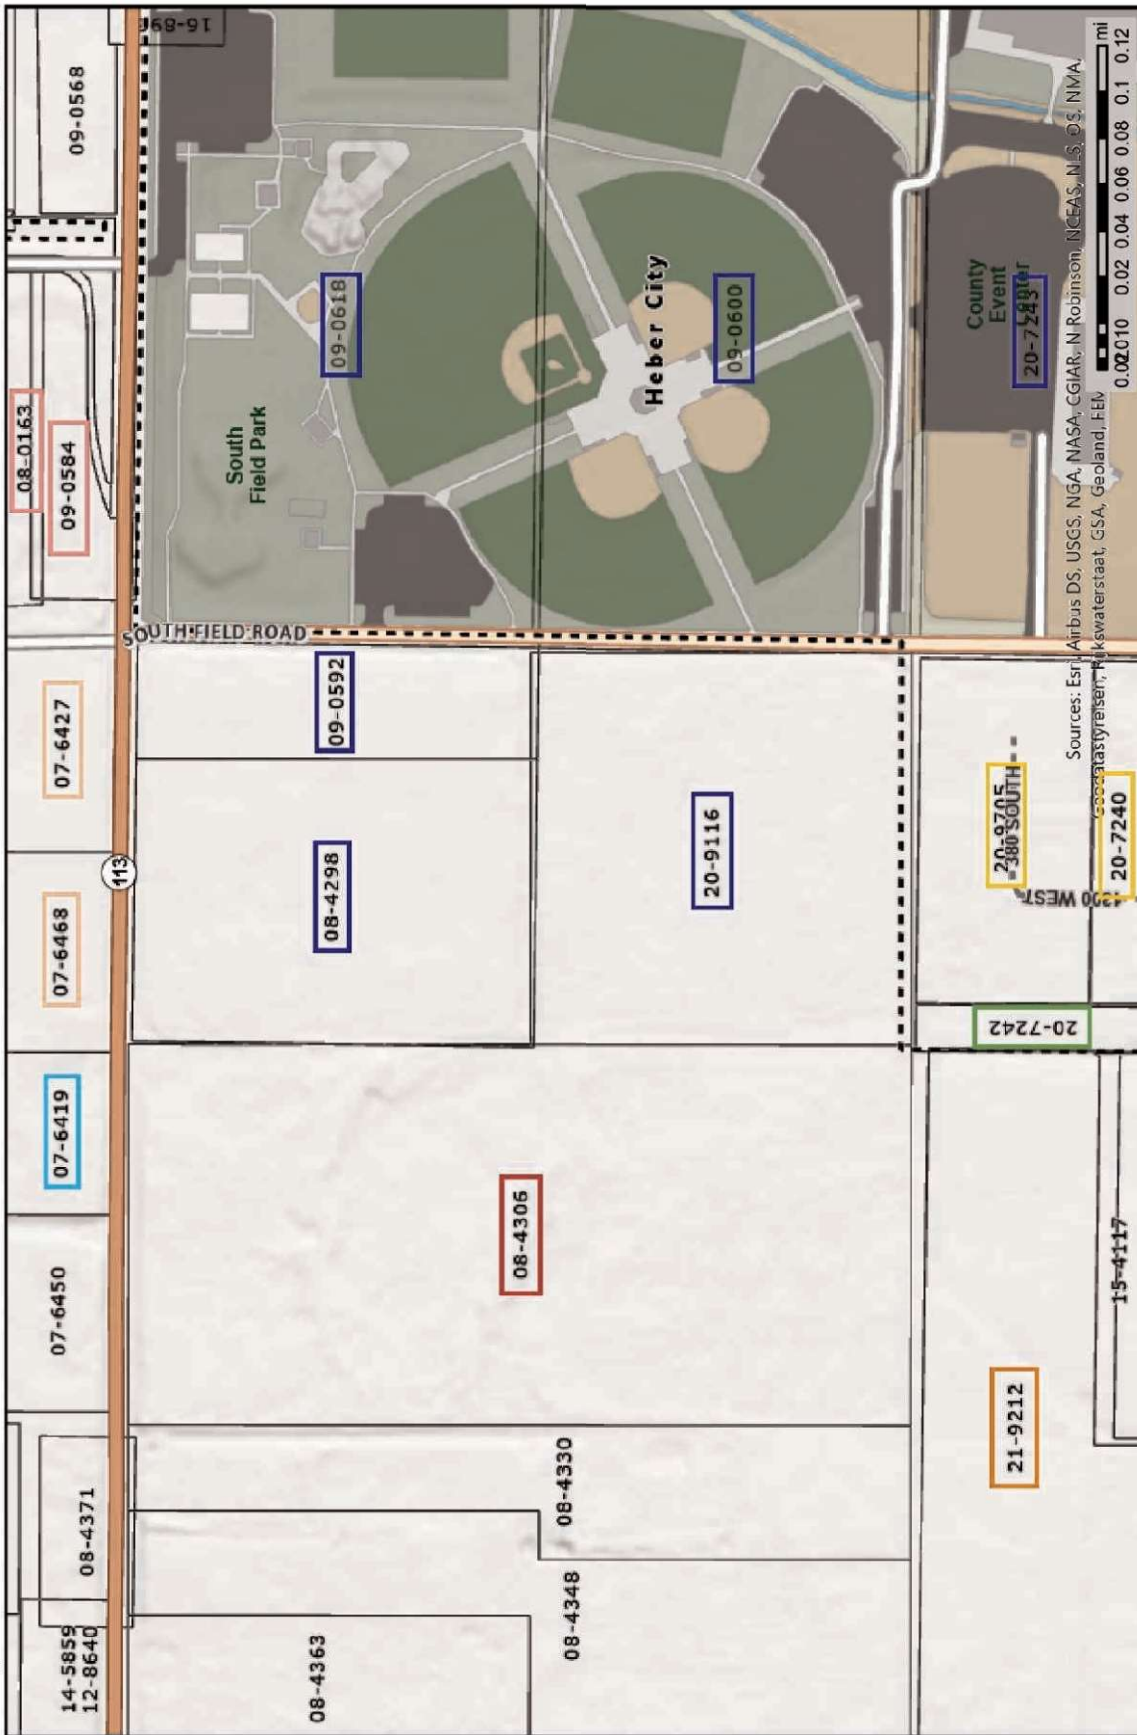 16-896
09-0568
08-0163
09-0584
09-0618
South
Field Park
Heber City
09-0600
County
Event
Center
20-7243
SOUTH FIELD ROAD
07-6427
09-0592
07-6468
113
08-4298
20-9116
20-9705
380 SOUTH
1200 WEST
20-7240
20-7242
07-6419
08-4306
07-6450
21-9212
15-4117
08-4371
08-4330
14-5859
12-8640
08-4363
08-4348
Sources: Esri, Airbus DS, USGS, NGA, NASA, CGIAR, N Robinson, NCEAS, NLS, OS, NMA,
Geodatastyrelsen, Rijkswaterstaat, GSA, Geoland, FEM
0.02 0.04 0.06 0.08 0.1 0.12
mi